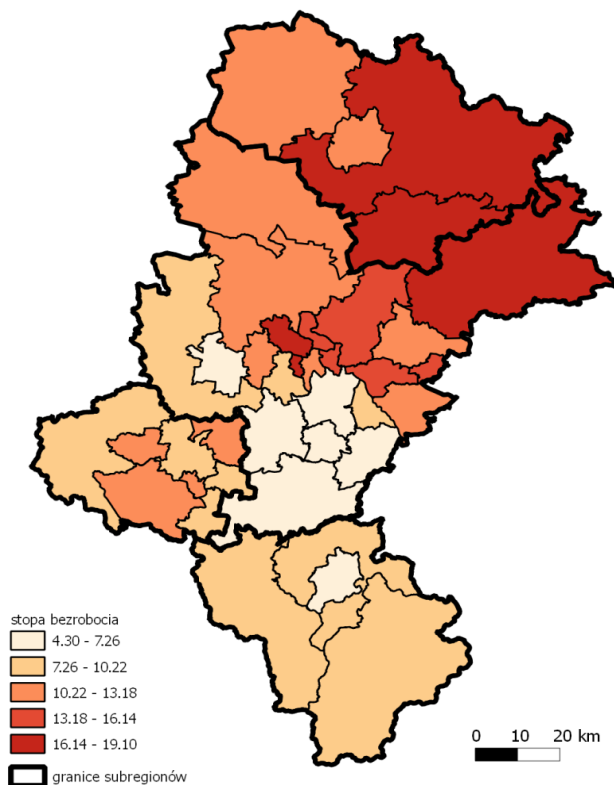 stopa bezrobocia
4.30 - 7.26
7.26 - 10.22
10.22 - 13.18
13.18 - 16.14
16.14 - 19.10
granice subregionów
0 10 20 km